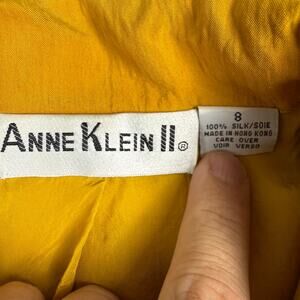 ANNE KLEIN II®
8
100% SILK/SOIE
MADE IN HONG KONG
CARE OVER
VOIR VERSO